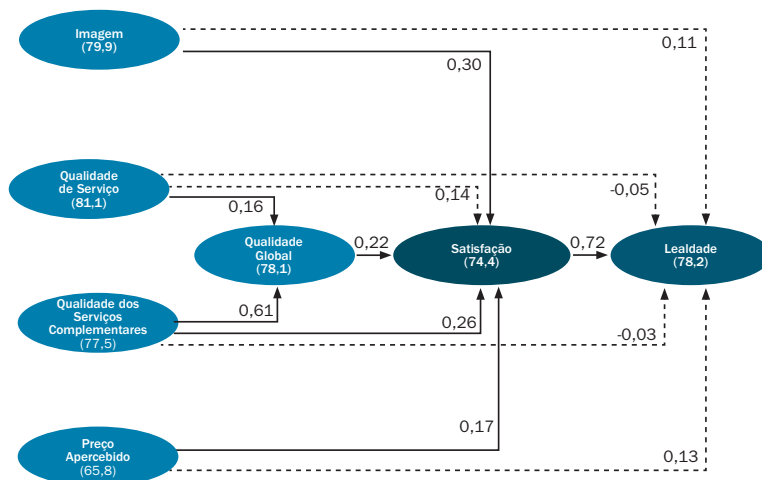 Imagem
(79,9)
0,11
0,30
Qualidade
de Serviço
(81,1)
-0,05
0,14
0,16
Qualidade
Global
(78,1)
0,22
Satisfação
(74,4)
0,72
Lealdade
(78,2)
Qualidade dos
Serviços
Complementares
(77,5)
0,61
0,26
-0,03
0,17
Preço
Apercebido
(65,8)
0,13